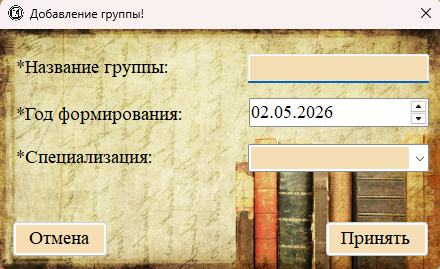 Добавление группы!
*Название группы:
*Год формирования:
02.05.2026
*Специализация:
Отмена
Принять